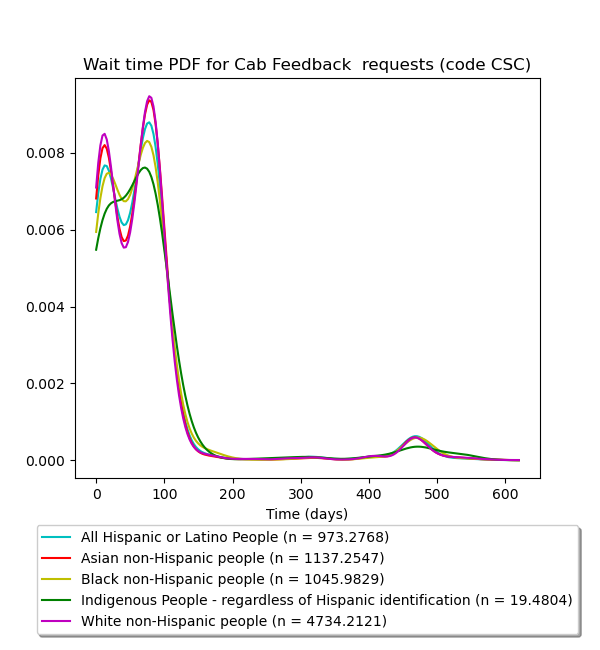 Wait time PDF for Cab Feedback  requests (code CSC)
0.008
0.006
0.004
0.002
0.000
0 100 200 300 400 500 600
Time (days)
All Hispanic or Latino People (n = 973.2768)
Asian non-Hispanic people (n = 1137.2547)
Black non-Hispanic people (n = 1045.9829)
Indigenous People - regardless of Hispanic identification (n = 19.4804)
White non-Hispanic people (n = 4734.2121)